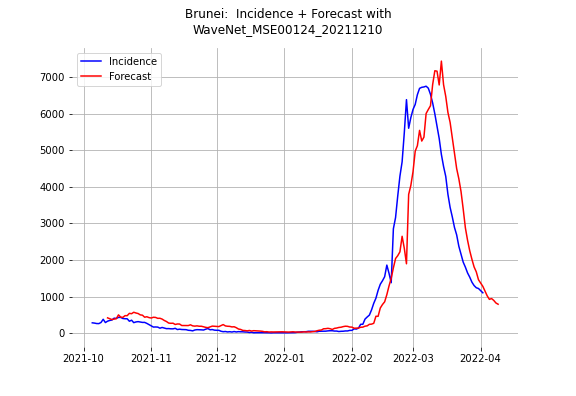 Brunei:  Incidence + Forecast with
WaveNet_MSE00124_20211210
Incidence
Forecast
7000
6000
5000
4000
3000
2000
1000
0
2021-10 2021-11 2021-12 2022-01 2022-02 2022-03 2022-04